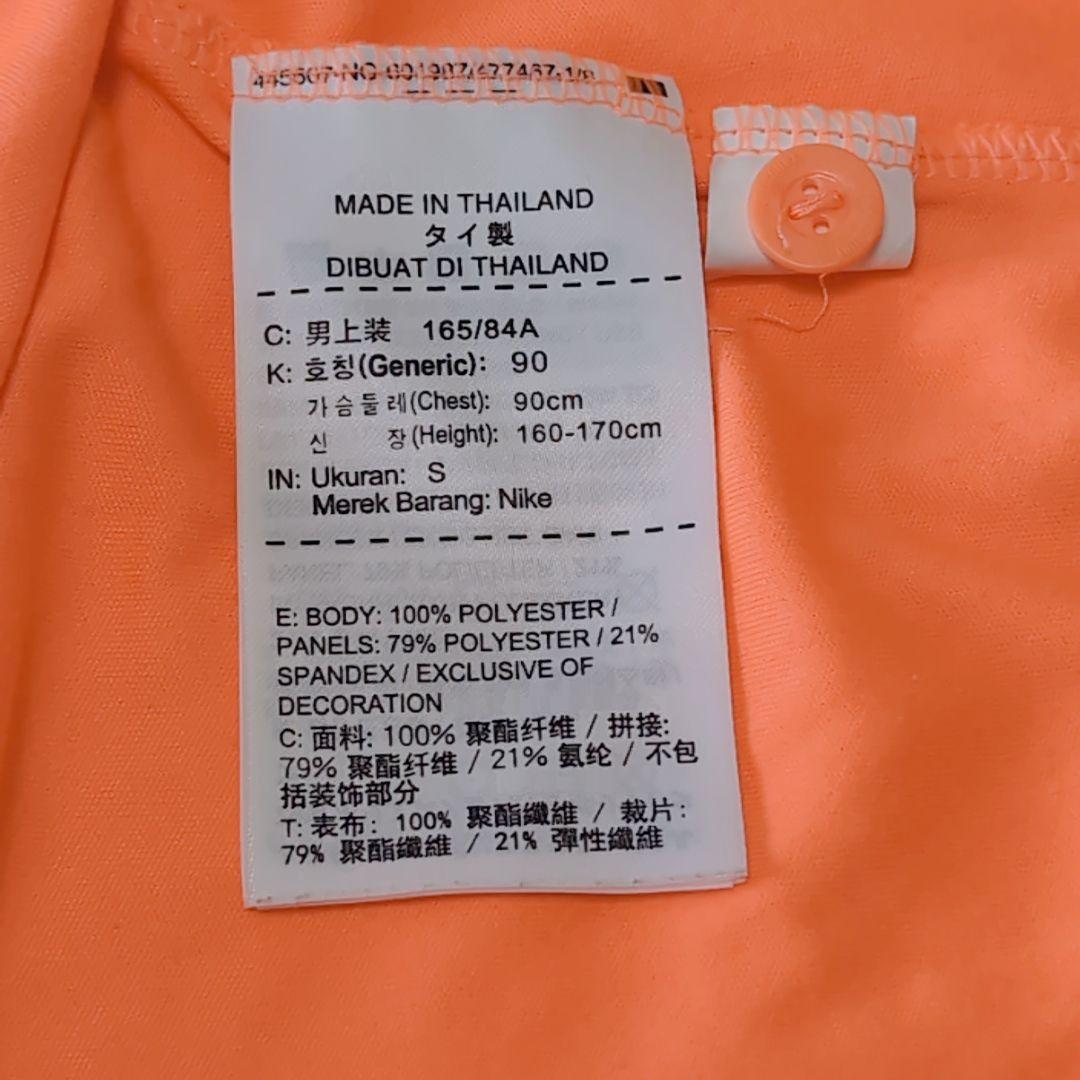 MADE IN THAILAND
タイ製
DIBUAT DI THAILAND
C: 男上装 165/84A
K: 호칭(Generic): 90
가슴둘레(Chest): 90cm
신 장(Height): 160-170cm
IN: Ukuran: S
Merek Barang: Nike
E: BODY: 100% POLYESTER /
PANELS: 79% POLYESTER / 21%
SPANDEX / EXCLUSIVE OF
DECORATION
C: 面料: 100% 聚酯纤维 / 拼接:
79% 聚酯纤维 / 21% 氨纶 / 不包
括装饰部分
T: 表布: 100% 聚酯纖維 / 裁片:
79% 聚酯纖維 / 21% 彈性纖維